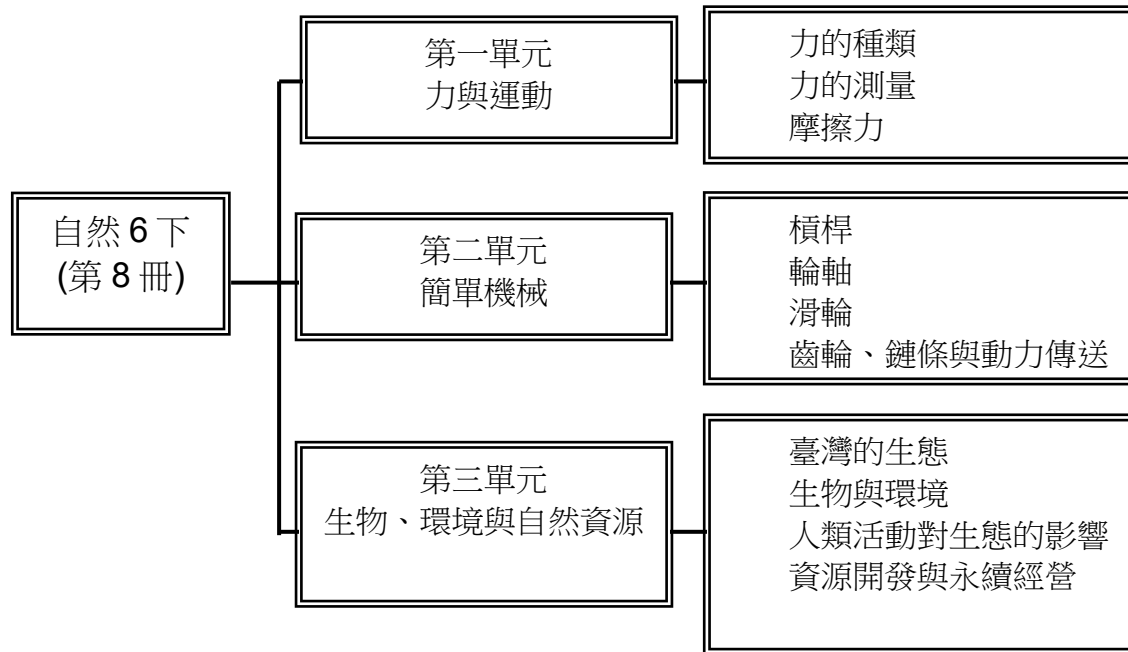 自然 6 下
(第 8 冊)
第一單元
力與運動
力的種類
力的測量
摩擦力
第二單元
簡單機械
槓桿
輪軸
滑輪
齒輪、鏈條與動力傳送
第三單元
生物、環境與自然資源
臺灣的生態
生物與環境
人類活動對生態的影響
資源開發與永續經營